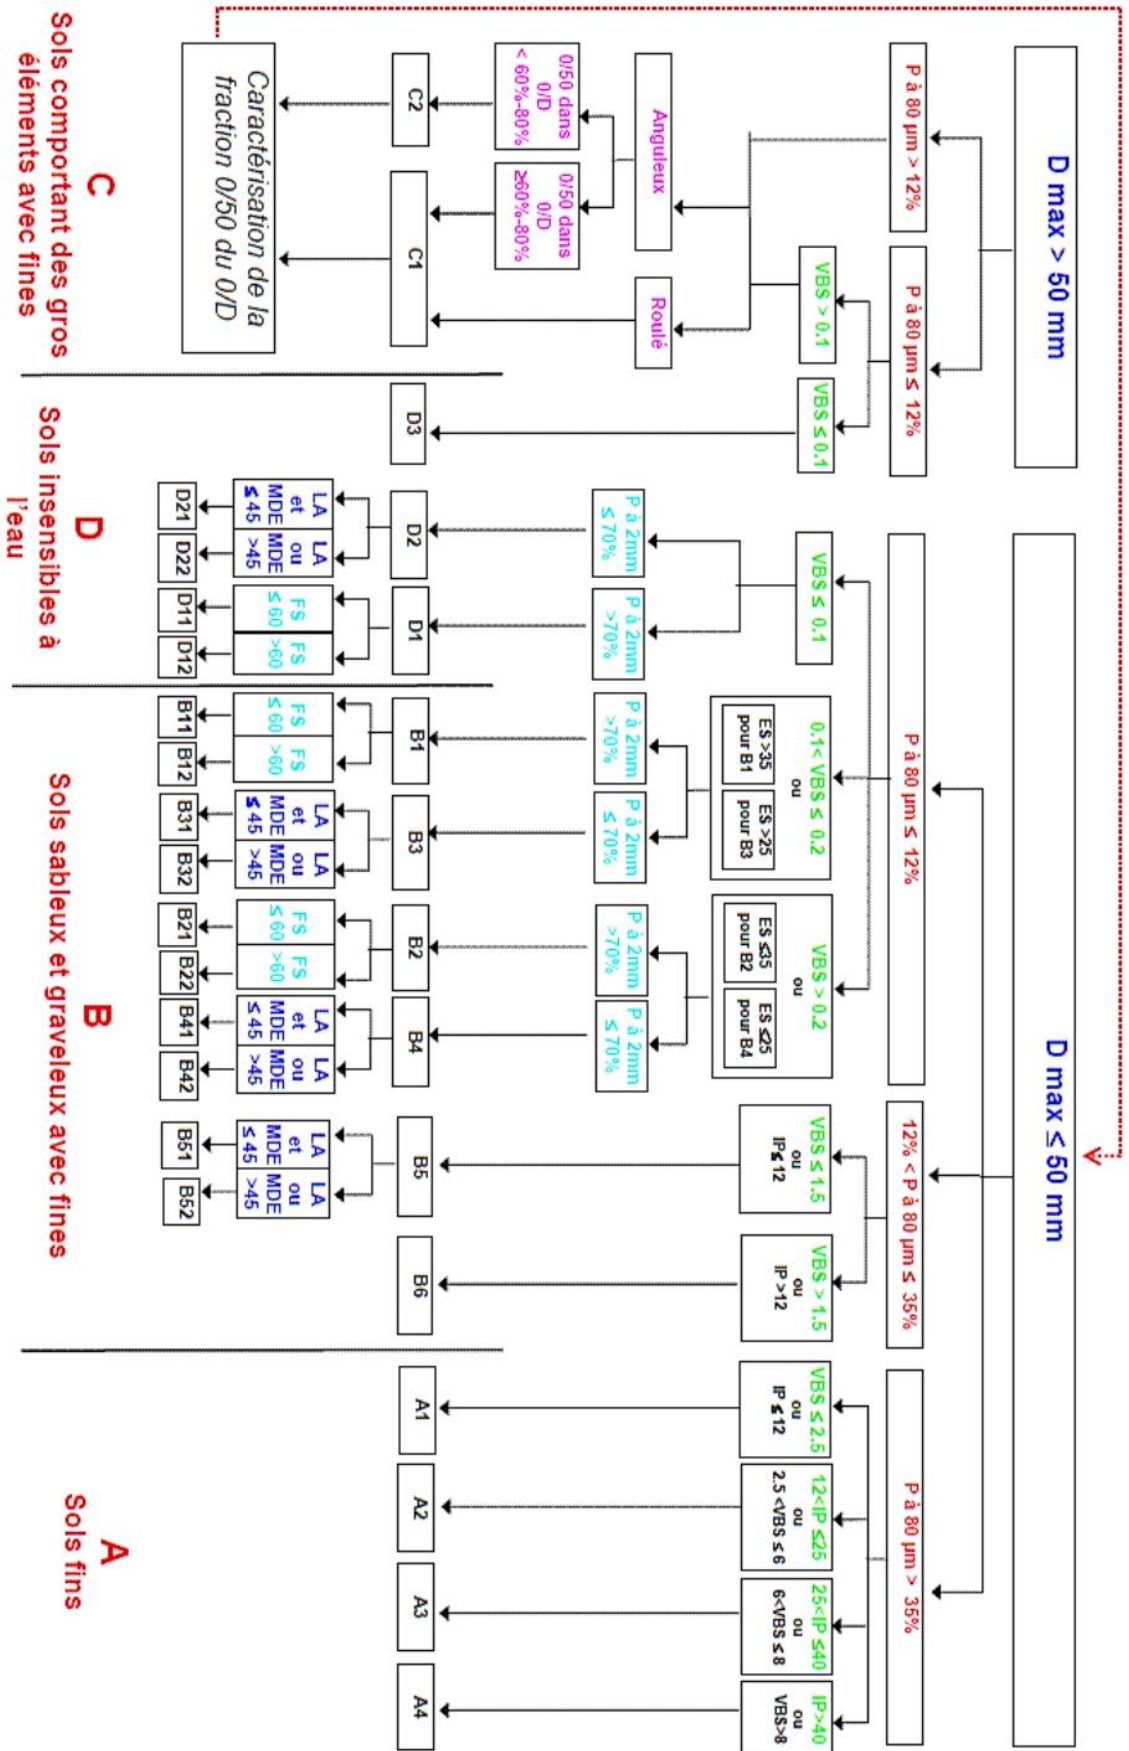 D max > 50 mm
D max ≤ 50 mm
P à 80 µm > 12%
P à 80 µm ≤ 12%
P à 80 µm ≤ 12%
12% < P à 80 µm ≤ 35%
P à 80 µm > 35%
VBS > 0.1
VBS ≤ 0.1
VBS ≤ 0.1
0.1< VBS ≤ 0.2
ou
ES >35
pour B1
ES >25
pour B3
VBS > 0.2
ou
ES ≤35
pour B2
ES ≤25
pour B4
VBS ≤ 1.5
ou
IP≤ 12
VBS > 1.5
ou
IP >12
VBS ≤ 2.5
ou
IP ≤ 12
12<IP ≤25
ou
2.5 <VBS ≤ 6
25<IP ≤40
ou
6<VBS ≤ 8
IP>40
ou
VBS>8
Anguleux
Roulé
P à 2mm
≤ 70%
P à 2mm
>70%
P à 2mm
>70%
P à 2mm
≤ 70%
P à 2mm
>70%
P à 2mm
≤ 70%
0/50 dans
0/D
< 60%-80%
0/50 dans
0/D
≥60%-80%
C2
C1
D3
D2
D1
B1
B3
B2
B4
B5
B6
A1
A2
A3
A4
Caractérisation de la
fraction 0/50 du 0/D
LA
et
MDE
≤ 45
LA
ou
MDE
>45
FS
≤ 60
FS
>60
FS
≤ 60
FS
>60
LA
et
MDE
≤ 45
LA
ou
MDE
>45
FS
≤ 60
FS
>60
LA
et
MDE
≤ 45
LA
ou
MDE
>45
LA
et
MDE
≤ 45
LA
ou
MDE
>45
D21
D22
D11
D12
B11
B12
B31
B32
B21
B22
B41
B42
B51
B52
C
Sols comportant des gros
éléments avec fines
D
Sols insensibles à
l'eau
B
Sols sableux et graveleux avec fines
A
Sols fins